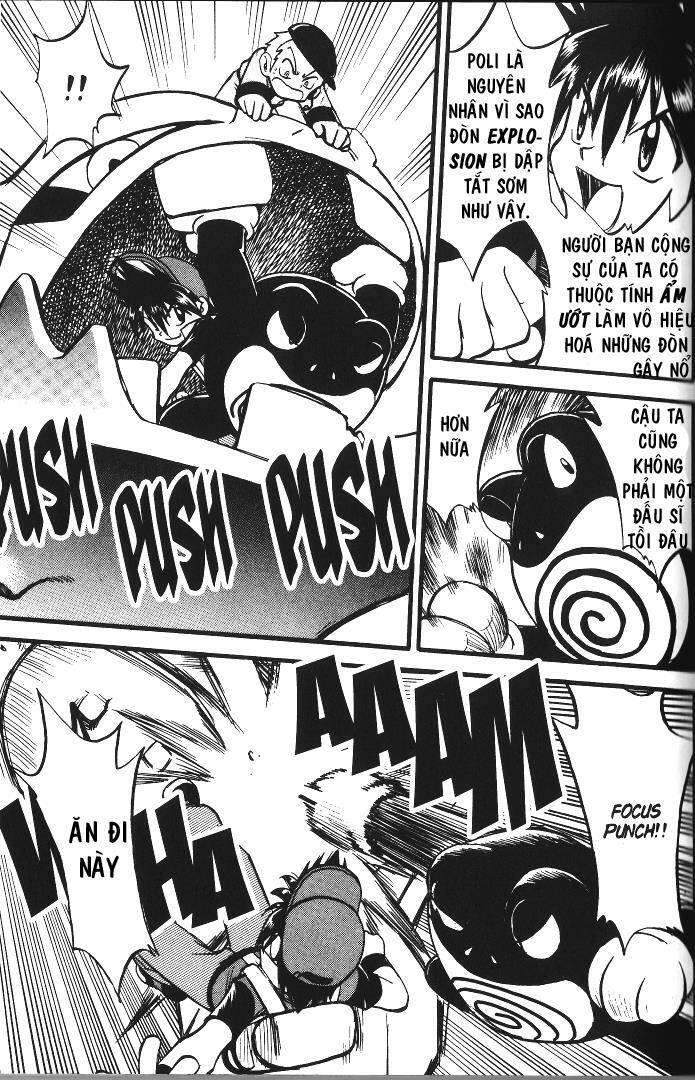 POLI LÀ
NGUYÊN
NHÂN VÌ SAO
ĐÒN EXPLO-
SION BỊ DẬP
TẮT SỚM
NHƯ VẬY.
NGƯỜI BẠN CỘNG
SỰ CỦA TA CÓ
THUỘC TÍNH ẨM
ƯỚT LÀM VÔ HIỆU
HOÁ NHỮNG ĐÒN
GÂY NỔ
!!
PUSH
PUSH
PUSH
CẬU TA
CŨNG
KHÔNG
PHẢI MỘT
ĐẤU SĨ
TỒI ĐÂU
HƠN
NỮA
FOCUS
PUNCH!!
AAAM
WHA
ĂN ĐI
NÀY